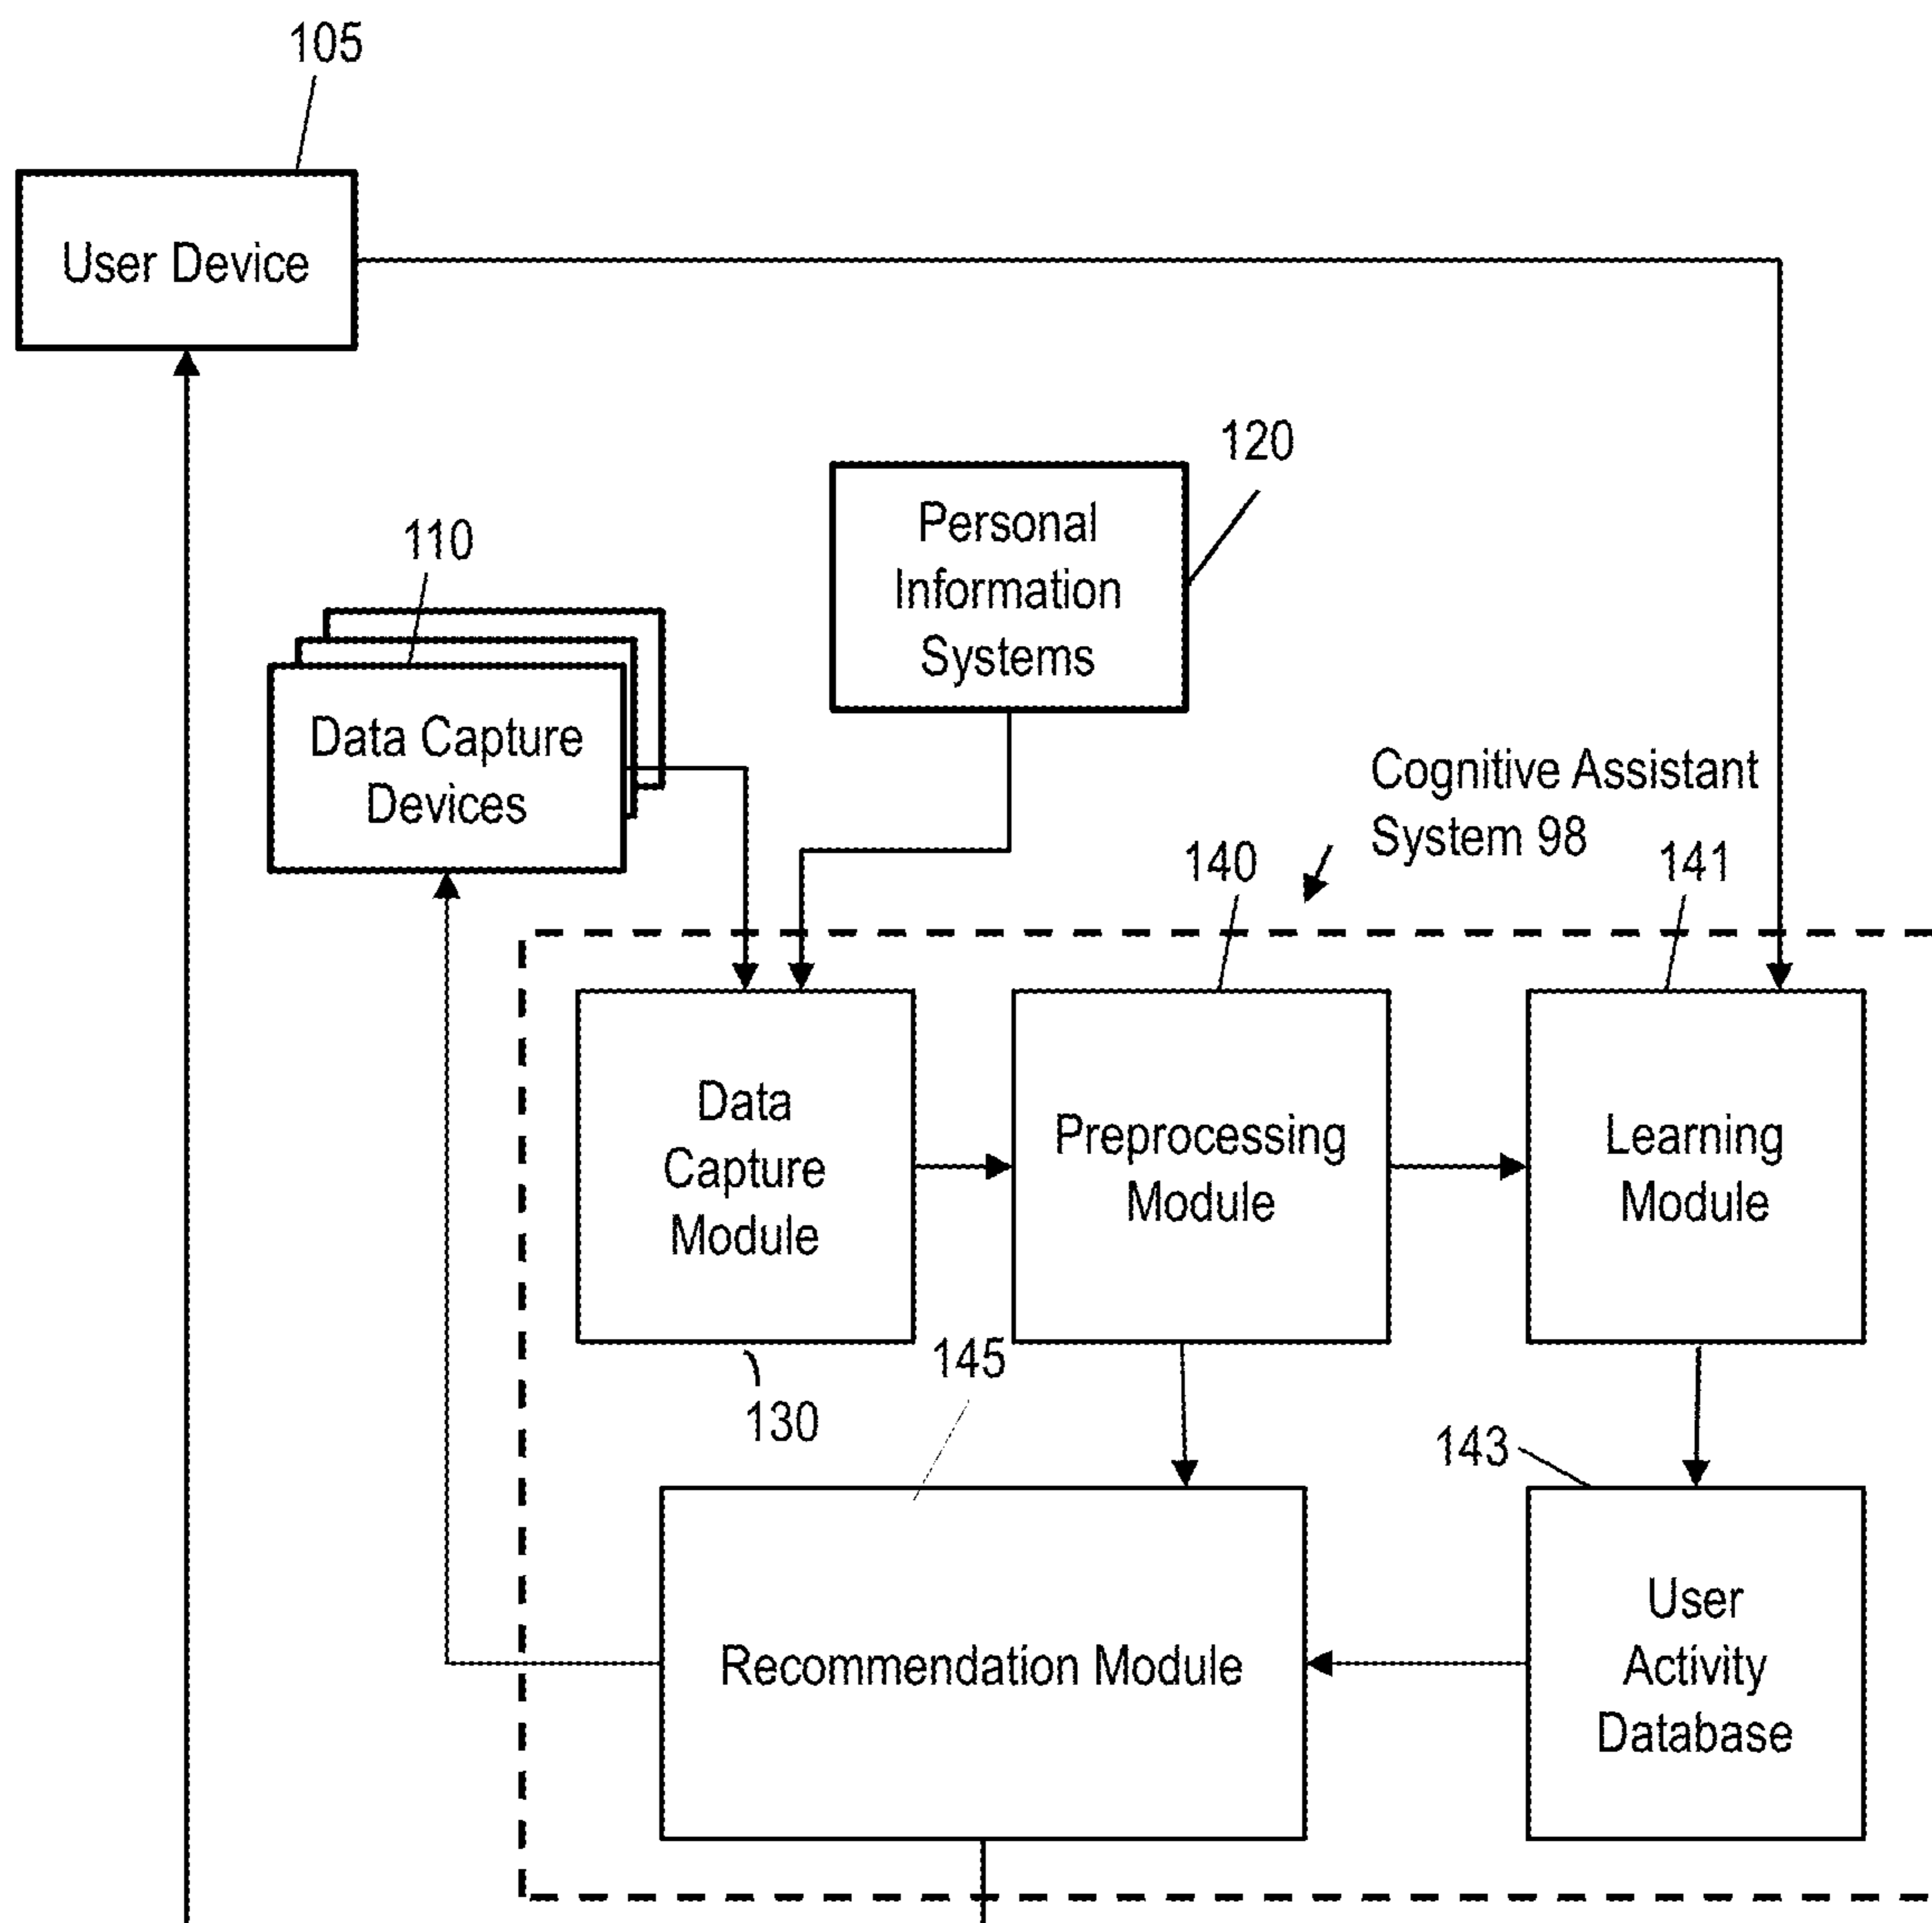 105
User Device
120
Personal
Information
Systems
110
Data Capture
Devices
Cognitive Assistant
System 98
140
141
Data
Capture
Module
Preprocessing
Module
Learning
Module
145
130
143
Recommendation Module
User
Activity
Database